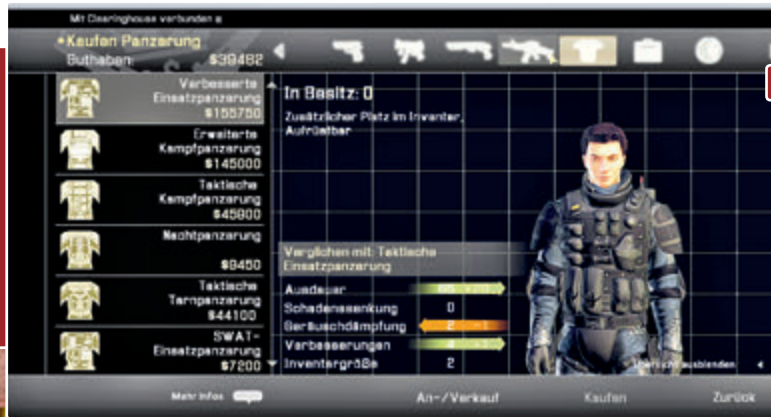 Mit Clearinghouse verbunden
Kaufen Panzerung
Guthaben: $39482
Verbesserte
Einsatzpanzerung
$155750
Erweiterte
Kampfpanzerung
$145000
Taktische
Kampfpanzerung
$45900
Nachtpanzerung
$9450
Taktische
Tarnpanzerung
$44100
SWAT-
Einsatzpanzerung
$7200
In Besitz: 0
Zusätzlicher Platz im Inventar,
Aufrüstbar
Verglichen mit: Taktische
Einsatzpanzerung
Ausdauer
Schadenssenkung 0
Geräuschdämpfung 2
Verbesserungen
Inventargröße 2
Übersicht ausblenden
Mehr Infos
An-/Verkauf
Kaufen
Zurück